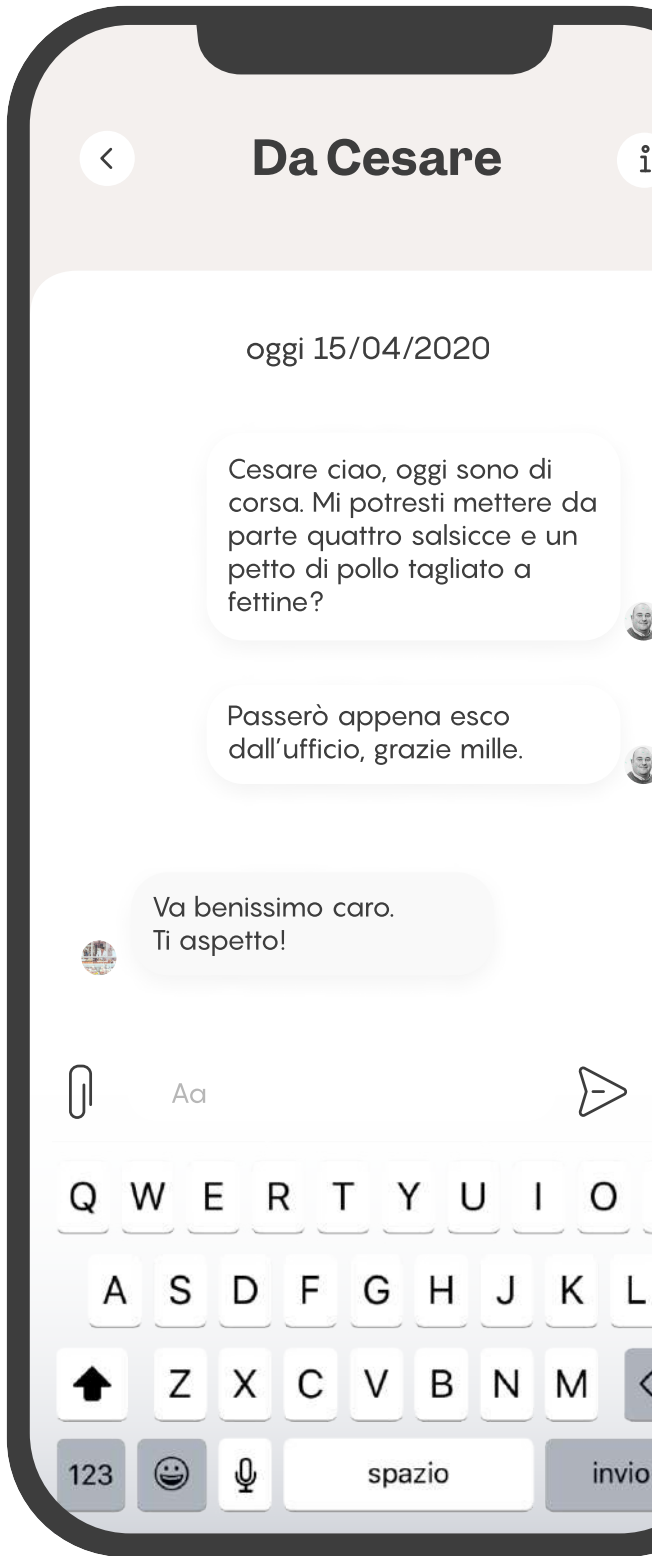 Da Cesare
oggi 15/04/2020
Cesare ciao, oggi sono di
corsa. Mi potresti mettere da
parte quattro salsicce e un
petto di pollo tagliato a
fettine?
Passerò appena esco
dall'ufficio, grazie mille.
Va benissimo caro.
Ti aspetto!
Aa
Q W E R T Y U I O
A S D F G H J K L
Z X C V B N M
123 spazio invio